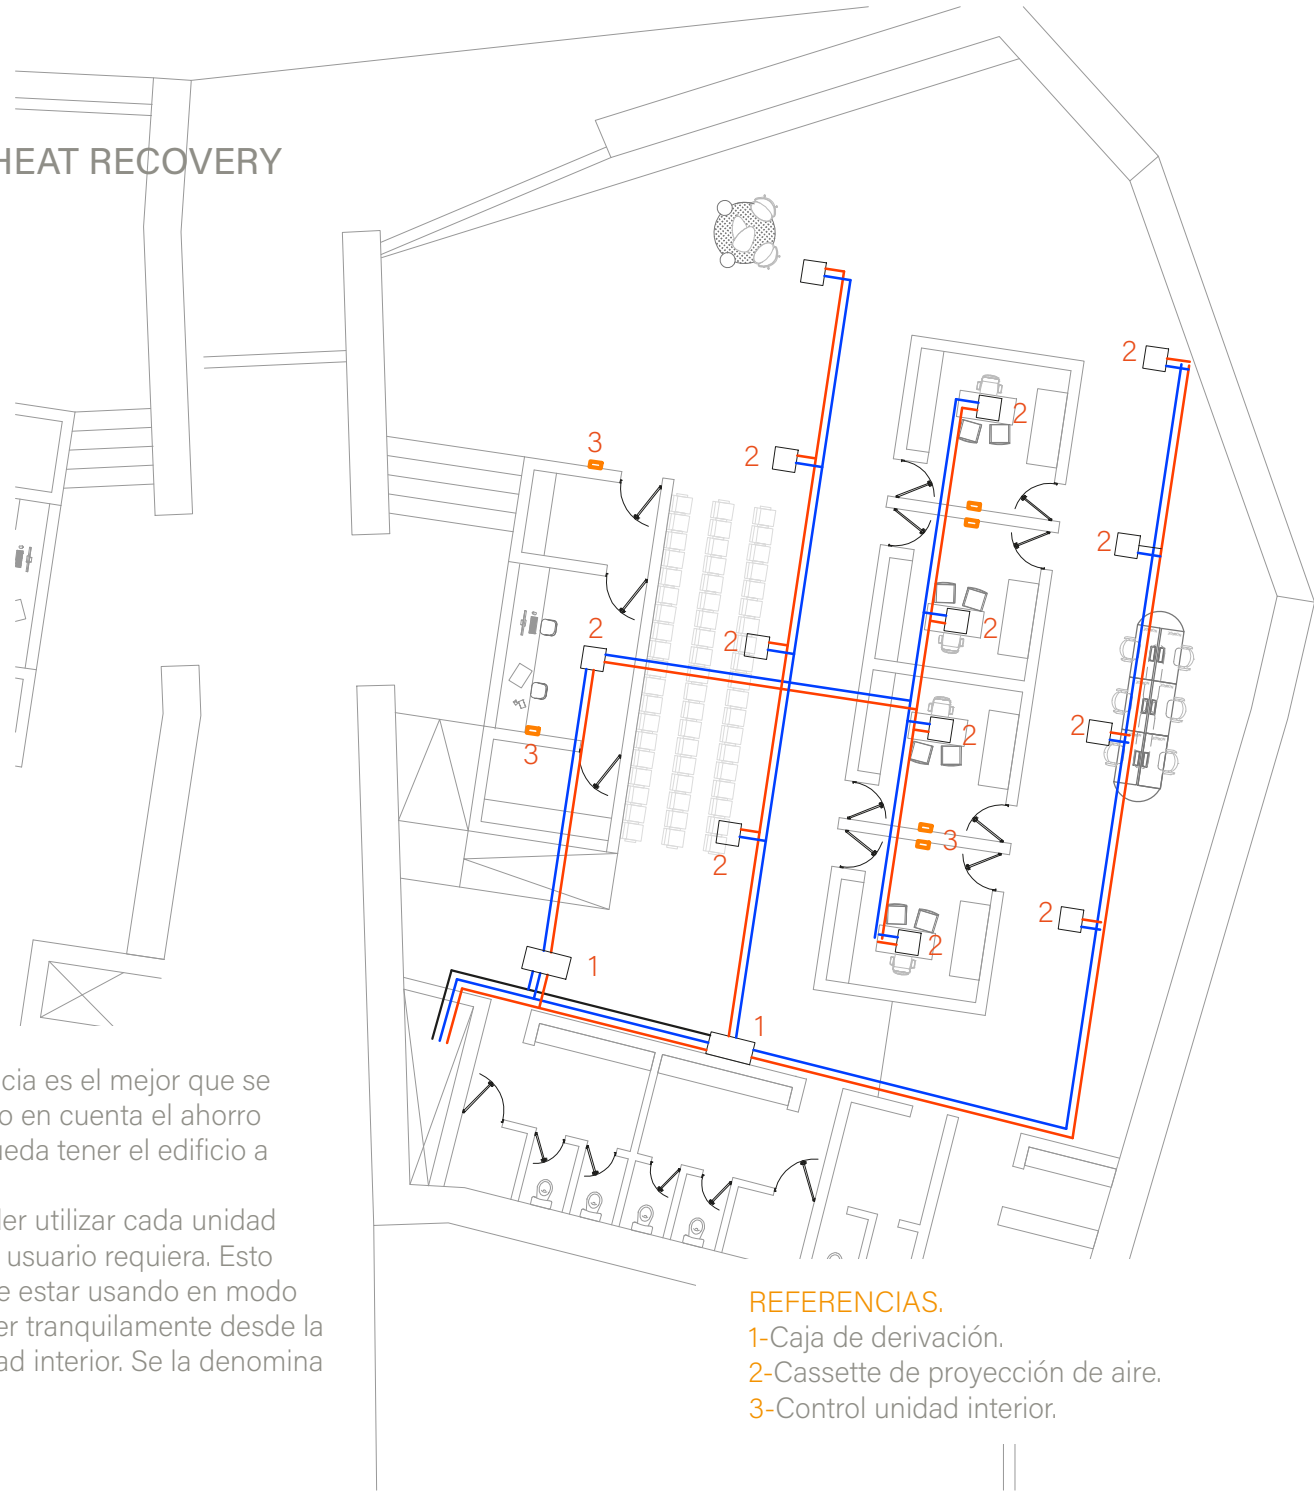 HEAT RECOVERY
2
2
3
2
2
2
2
2
2
2
2
3
3
2
2
2
1
1
cia es el mejor que se
o en cuenta el ahorro
ueda tener el edificio a
der utilizar cada unidad
usuario requiera. Esto
e estar usando en modo
er tranquilamente desde la
ad interior. Se la denomina
REFERENCIAS.
1-Caja de derivación.
2-Cassette de proyección de aire.
3-Control unidad interior.